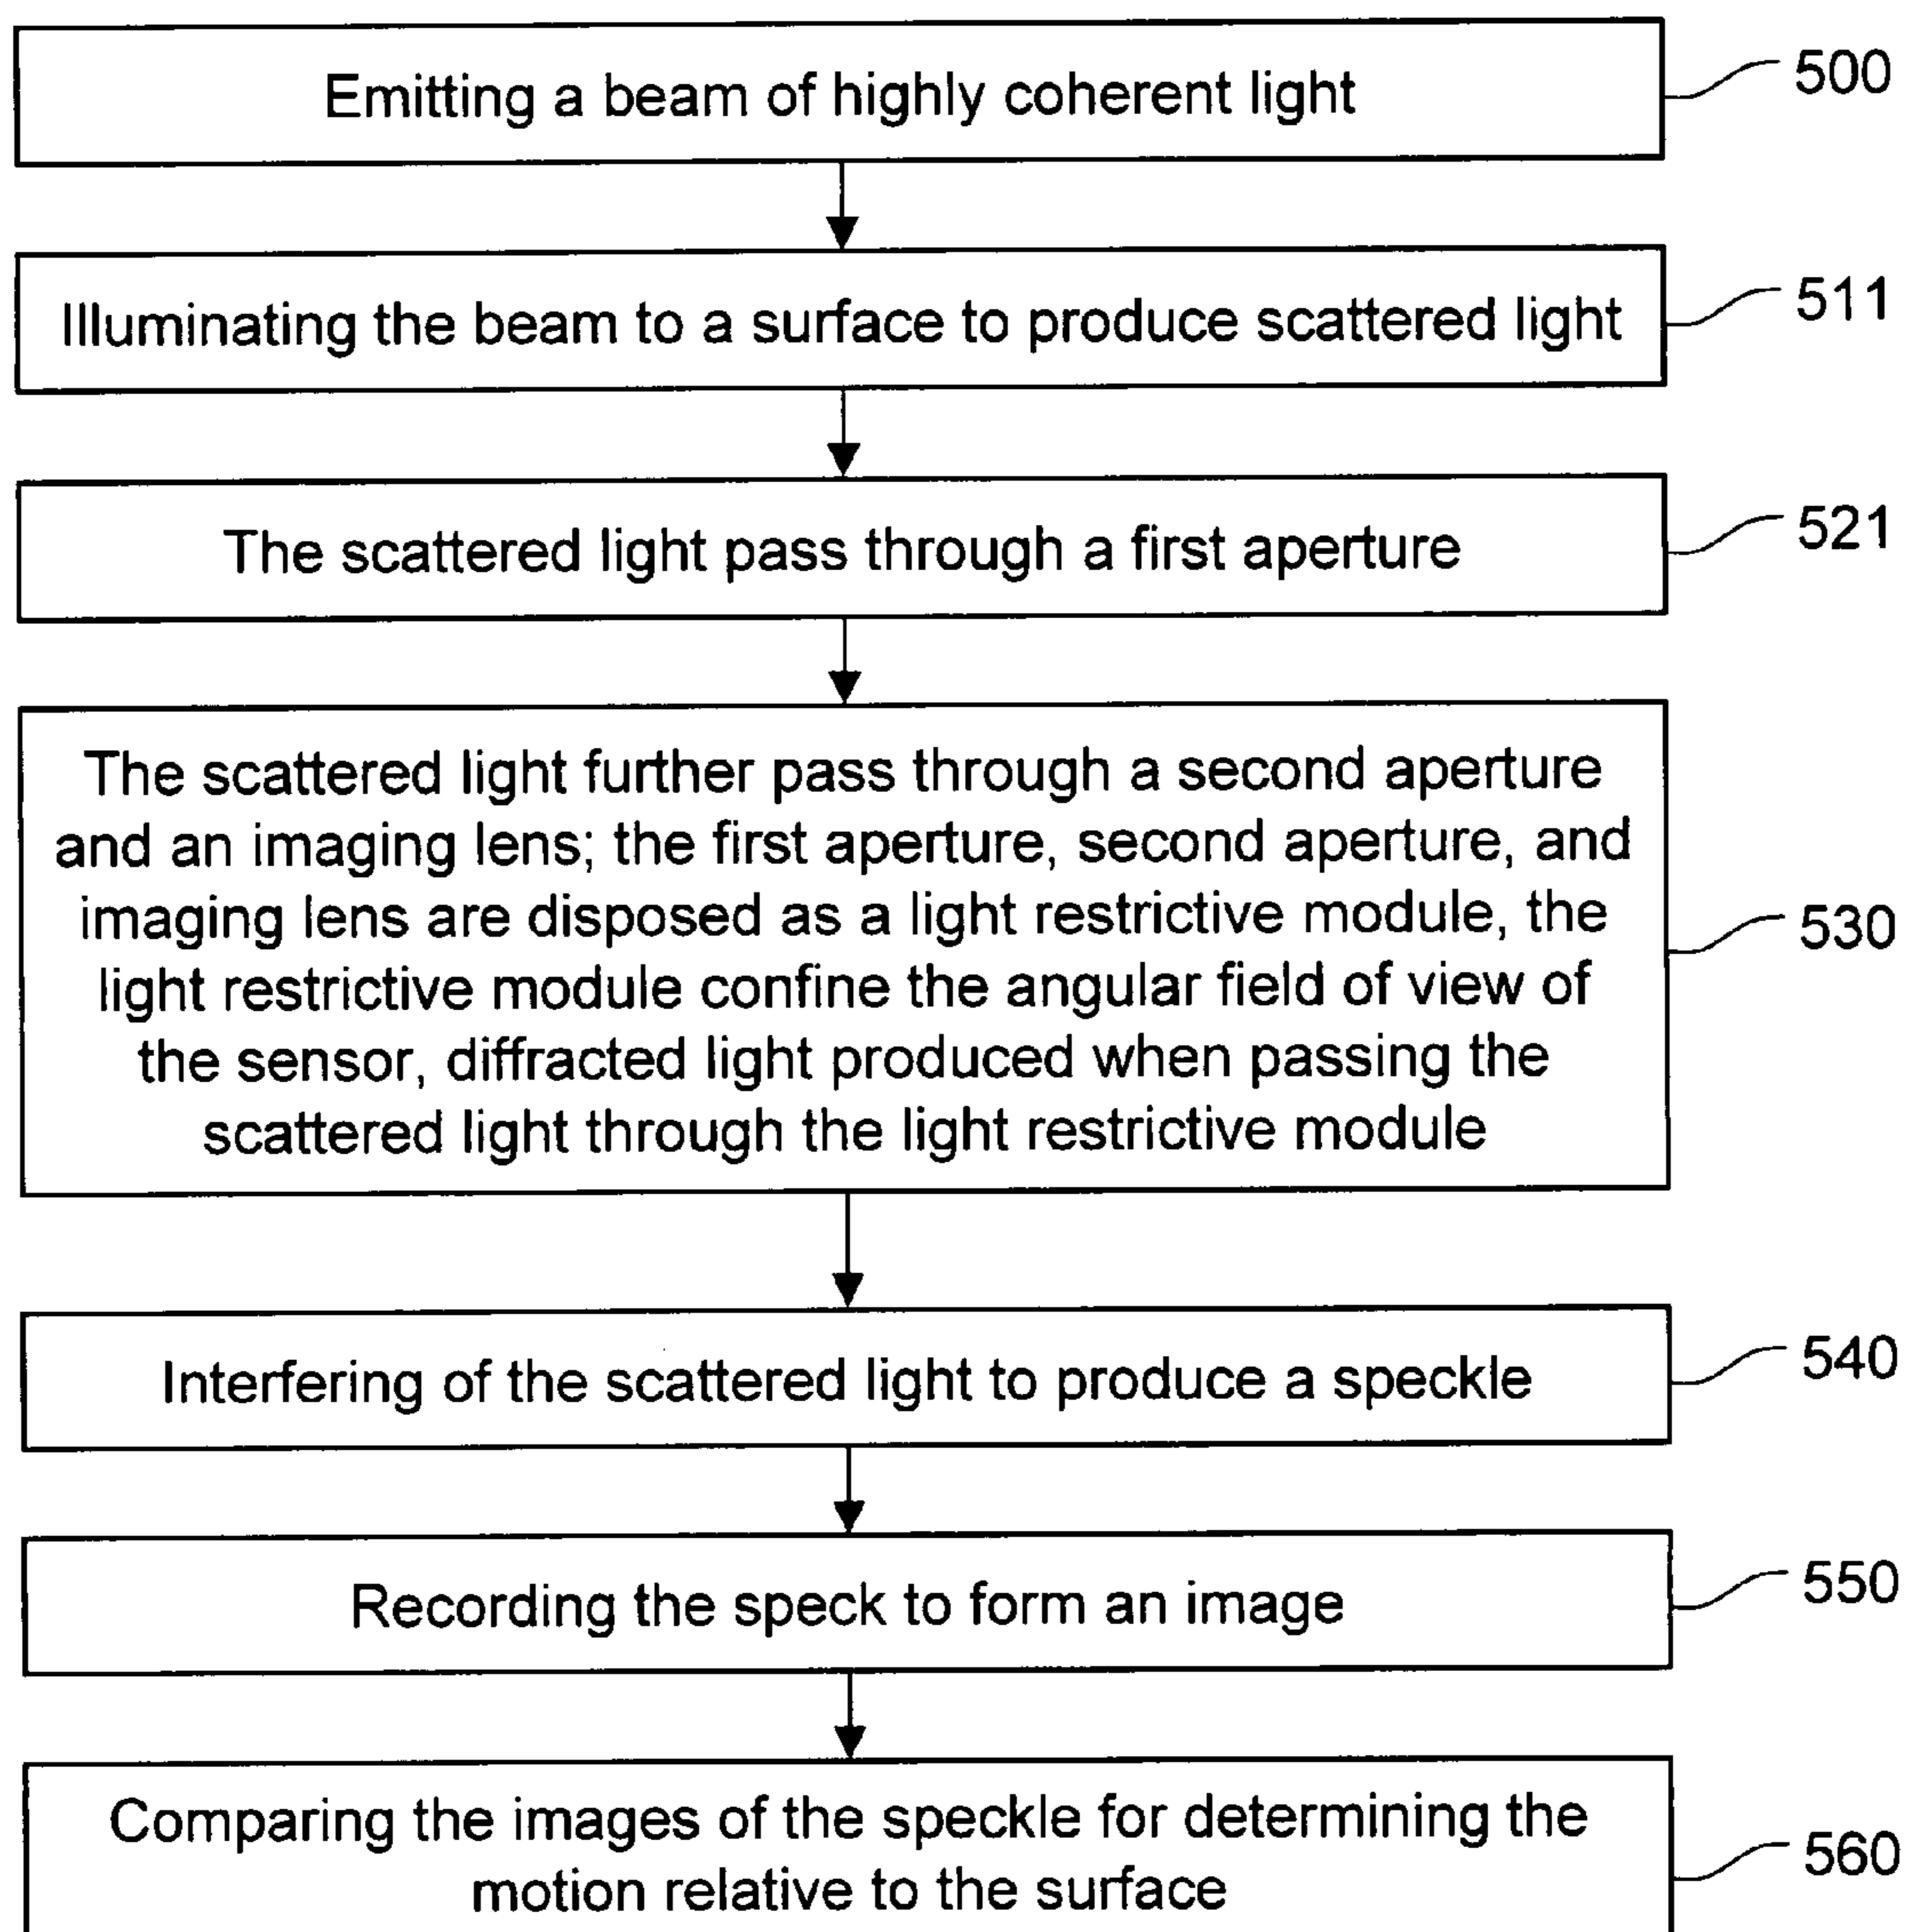 Emitting a beam of highly coherent light
500
Illuminating the beam to a surface to produce scattered light
511
The scattered light pass through a first aperture
521
The scattered light further pass through a second aperture
and an imaging lens; the first aperture, second aperture, and
imaging lens are disposed as a light restrictive module, the
light restrictive module confine the angular field of view of
the sensor, diffracted light produced when passing the
scattered light through the light restrictive module
530
Interfering of the scattered light to produce a speckle
540
Recording the speck to form an image
550
Comparing the images of the speckle for determining the
motion relative to the surface
560